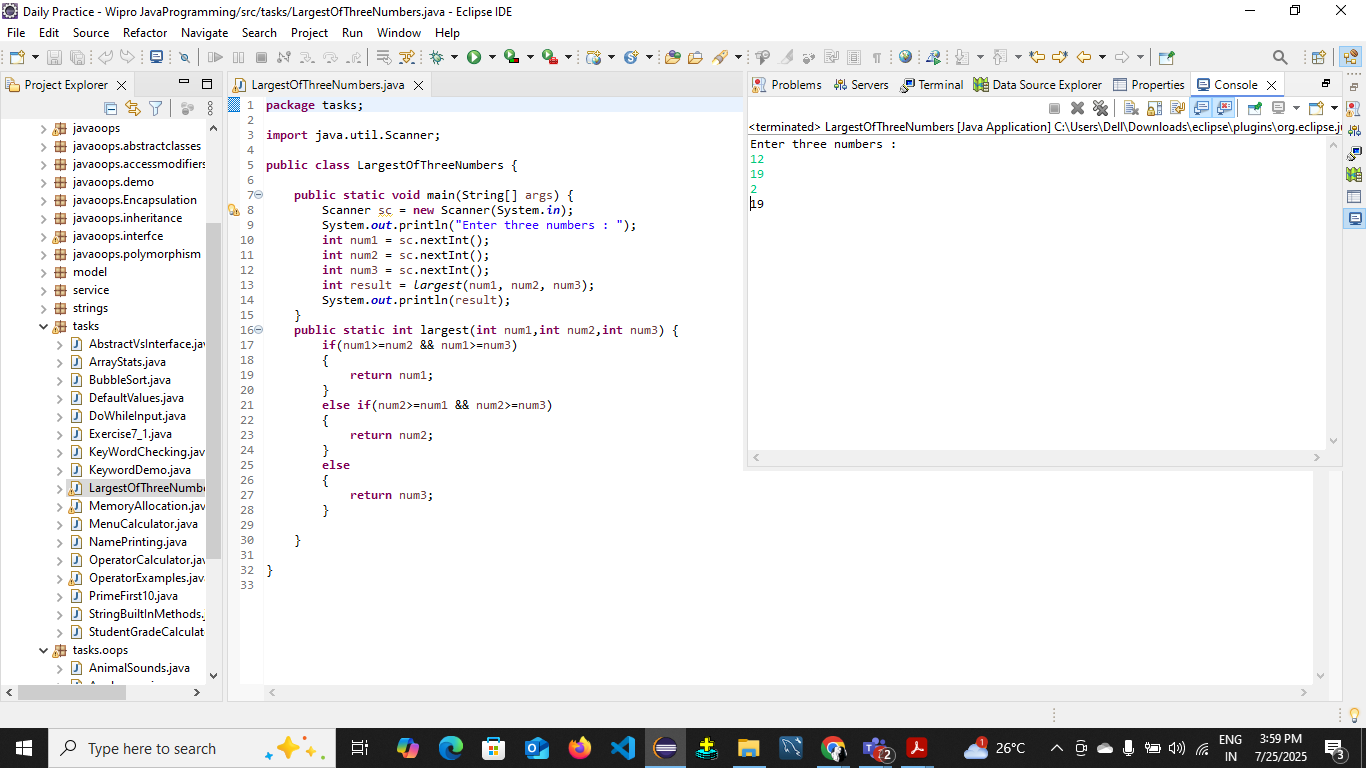 Daily Practice - Wipro JavaProgramming/src/tasks/LargestOfThreeNumbers.java - Eclipse IDE
File Edit Source Refactor Navigate Search Project Run Window Help
Project Explorer
javaoops
javaoops.abstractclasses
javaoops.accessmodifiers
javaoops.demo
javaoops.Encapsulation
javaoops.inheritance
javaoops.interfce
javaoops.polymorphism
model
service
strings
tasks
AbstractVsInterface.jav
ArrayStats.java
BubbleSort.java
DefaultValues.java
DoWhileInput.java
Exercise7_1.java
KeyWordChecking.jav
KeywordDemo.java
LargestOfThreeNumbe
MemoryAllocation.jav
MenuCalculator.java
NamePrinting.java
OperatorCalculator.jav
OperatorExamples.java
PrimeFirst10.java
StringBuiltInMethods.
StudentGradeCalculat
tasks.oops
AnimalSounds.java
LargestOfThreeNumbers.java
1 package tasks;
2
3 import java.util.Scanner;
4
5 public class LargestOfThreeNumbers {
6
7 public static void main(String[] args) {
8 Scanner sc = new Scanner(System.in);
9 System.out.println("Enter three numbers : ");
10 int num1 = sc.nextInt();
11 int num2 = sc.nextInt();
12 int num3 = sc.nextInt();
13 int result = largest(num1, num2, num3);
14 System.out.println(result);
15 }
16 public static int largest(int num1,int num2,int num3) {
17 if(num1>=num2 && num1>=num3)
18 {
19 return num1;
20 }
21 else if(num2>=num1 && num2>=num3)
22 {
23 return num2;
24 }
25 else
26 {
27 return num3;
28 }
29
30 }
31
32 }
33
Problems Servers Terminal Data Source Explorer Properties Console
<terminated> LargestOfThreeNumbers [Java Application] C:\Users\Dell\Downloads\eclipse\plugins\org.eclipse.ju
Enter three numbers :
12
19
2
19
Type here to search
2
1
26°C
ENG
IN
3:59 PM
7/25/2025
3